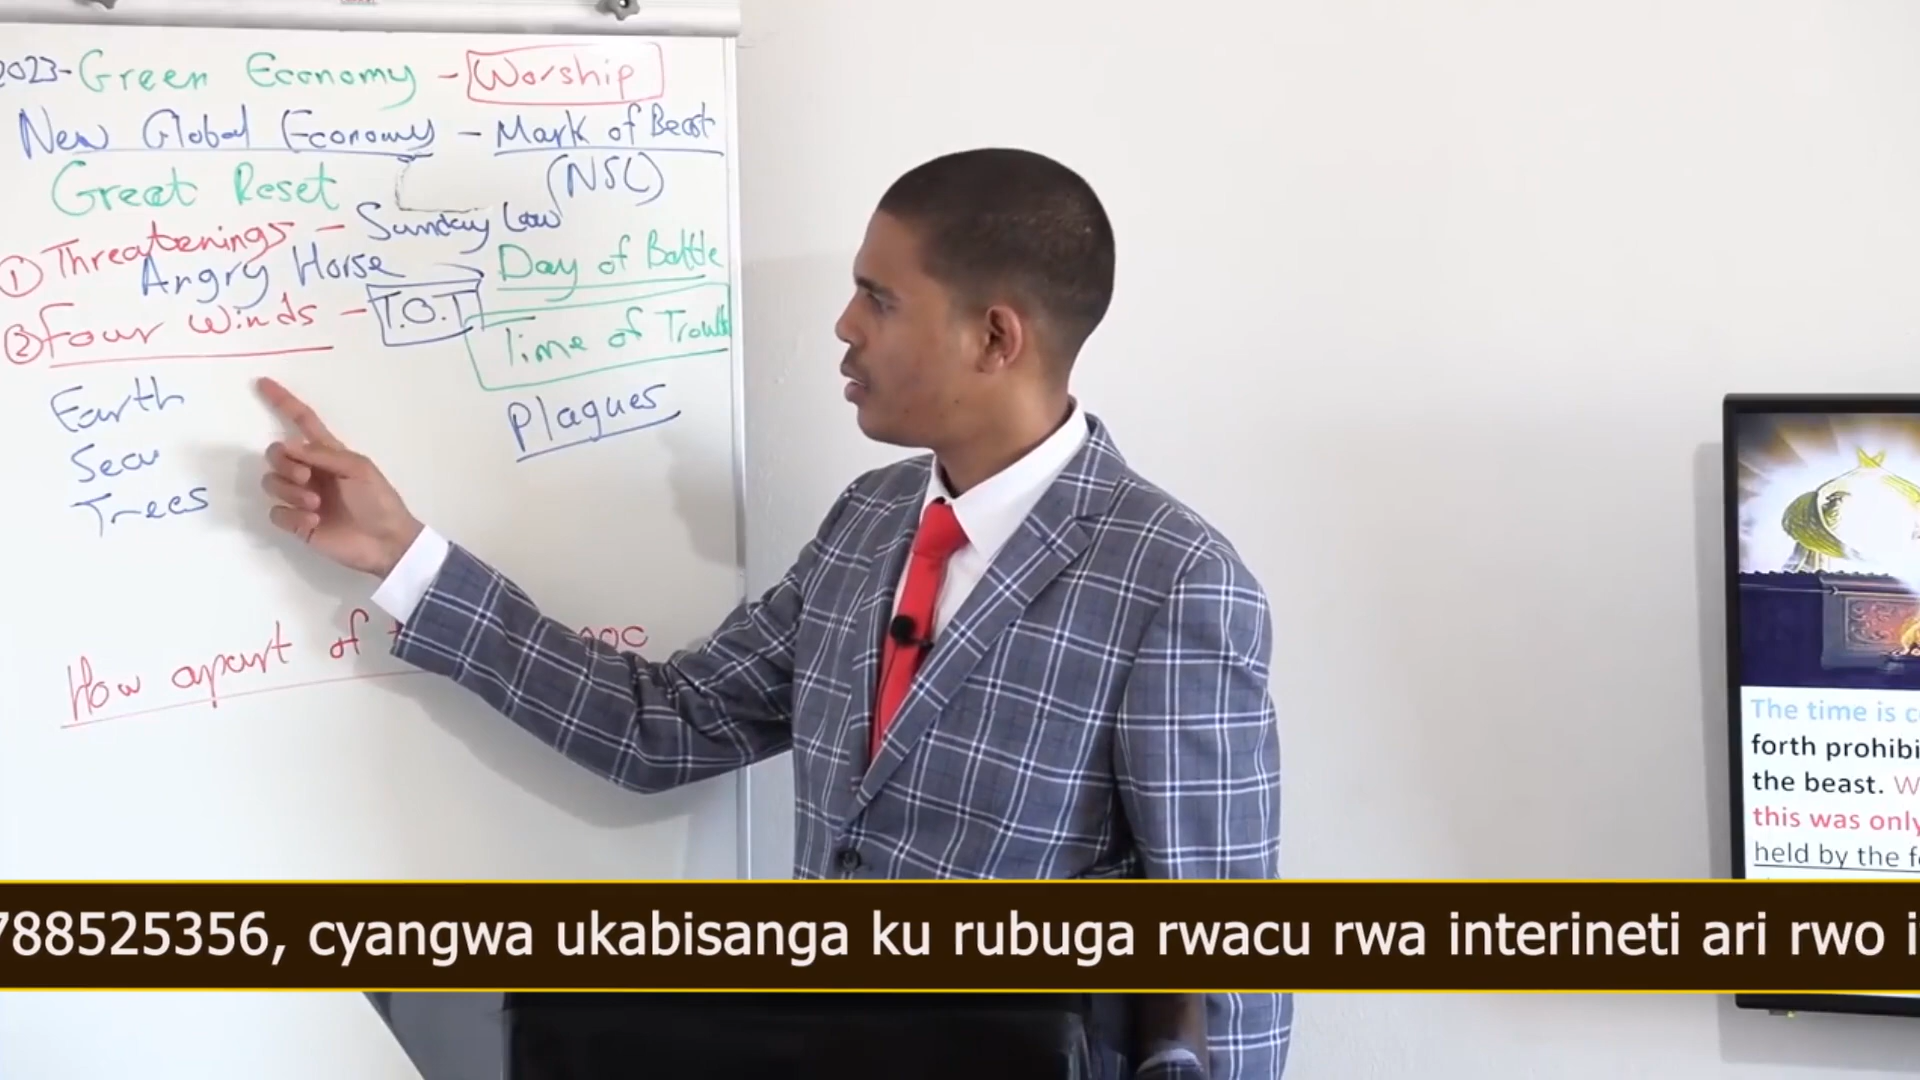 2023- Green Economy - Worship
New Global Economy - Mark of Beast
(NSL)
Great Reset
① Threatenings - Sunday Law
Angry Horse
Day of Battle
② Four Winds - T.O.T
Time of Trouble
Earth
Plagues
Sea
Trees
How apart of
The time is
forth prohibi
the beast. W
this was only
held by the f
788525356, cyangwa ukabisanga ku rubuga rwacu rwa interineti ari rwo i